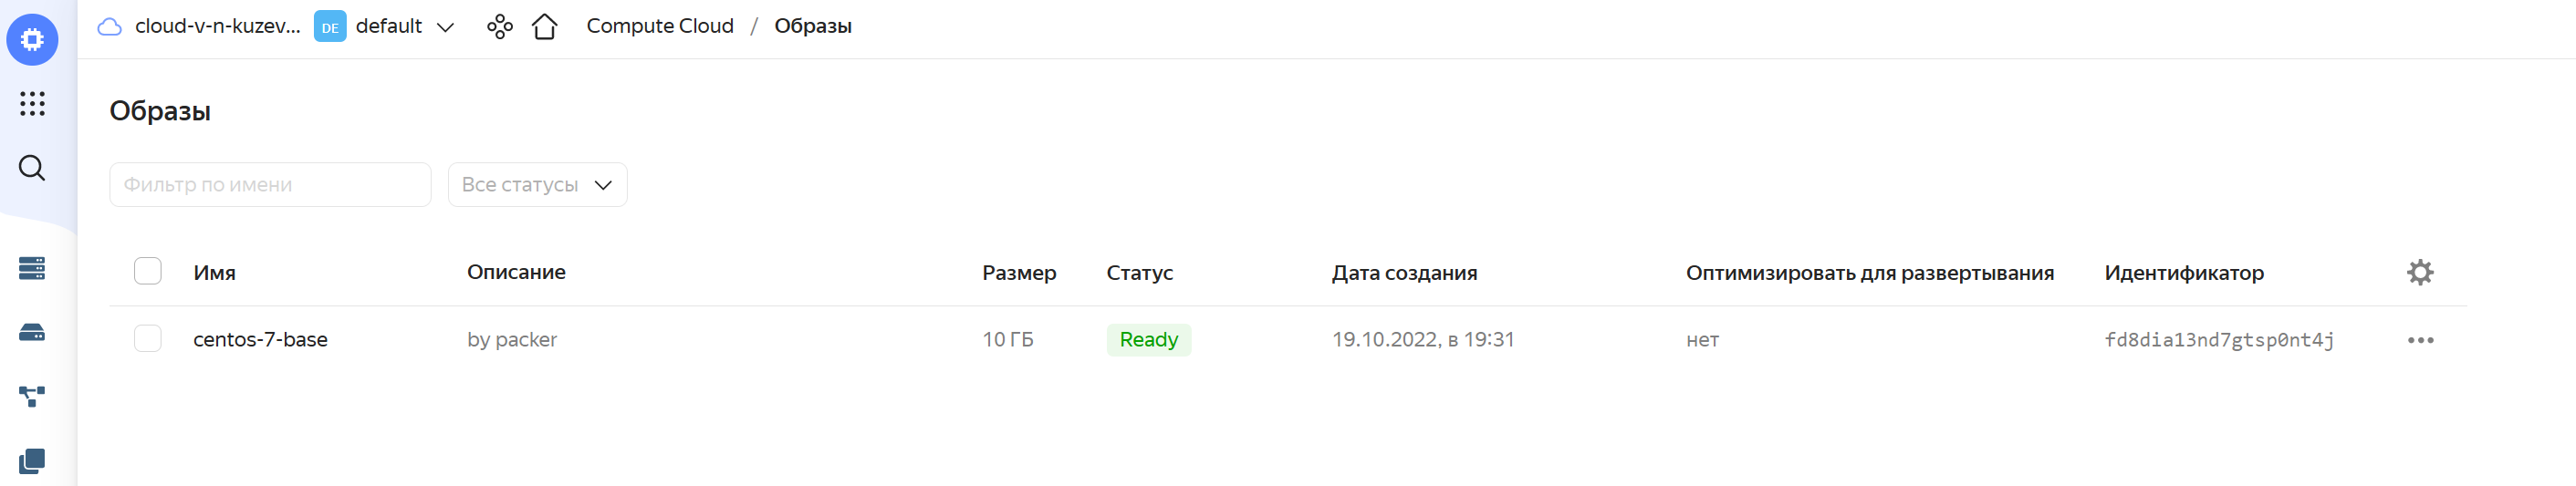 cloud-v-n-kuzev... DE default Compute Cloud / Образы
Образы
Фильтр по имени Все статусы
Имя Описание Размер Статус Дата создания Оптимизировать для развертывания Идентификатор
centos-7-base by packer 10 ГБ Ready 19.10.2022, в 19:31 нет fd8dia13nd7gtsp0nt4j